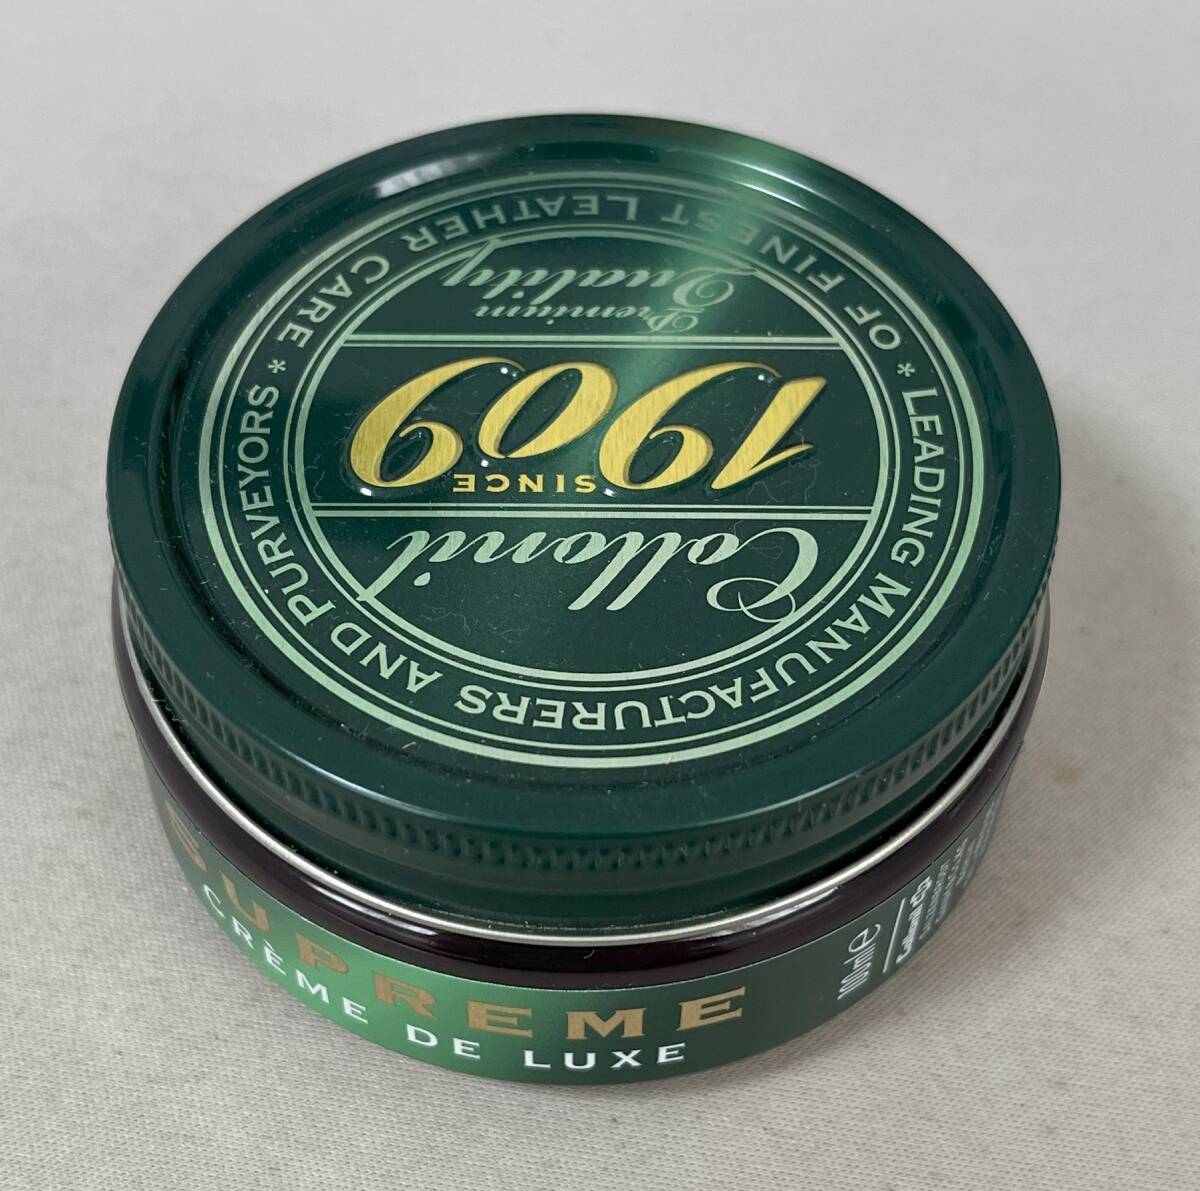 LEADING MANUFACTURERS AND PURVEYORS * OF FINEST LEATHER CARE *
Collonil
SINCE
1909
Premium
Quality
SUPREME
CRÈME DE LUXE
100ml e